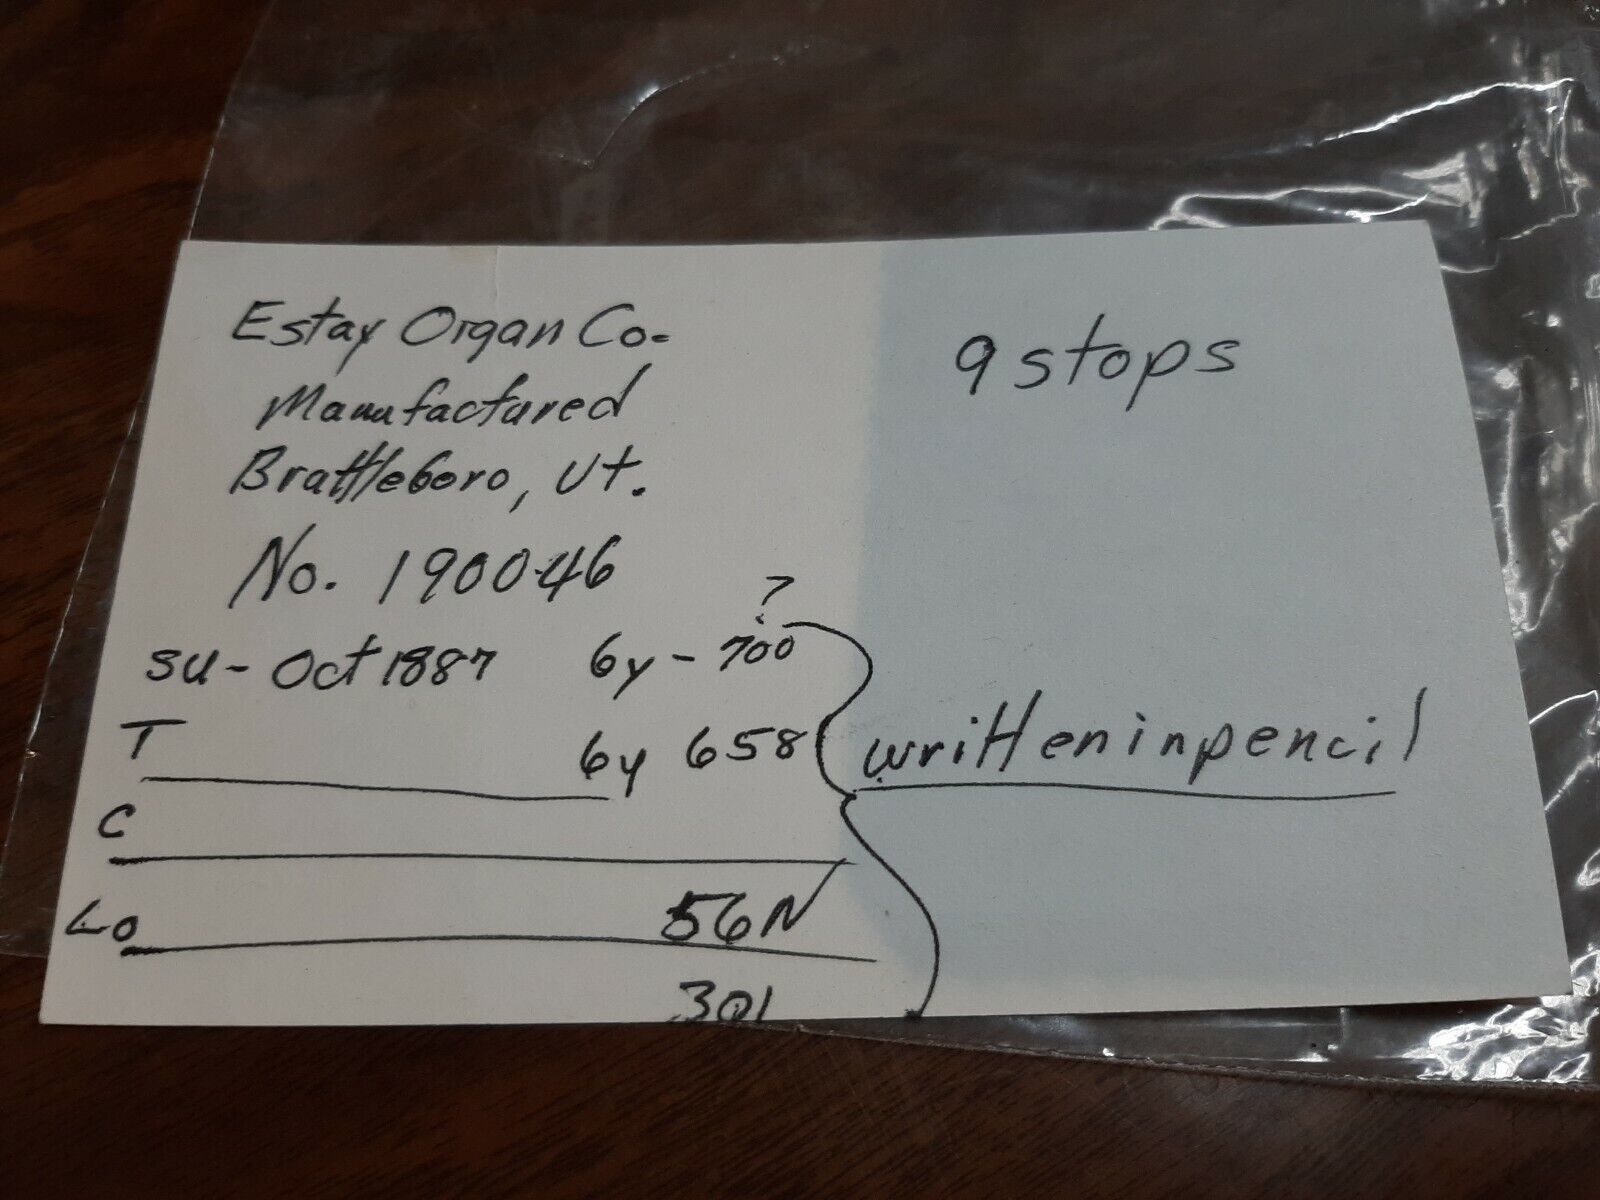 Estay Organ Co.
Manufactured
Brattleboro, Vt.
No. 190046
9 stops
?
SU - Oct 1887 6y - 700
T 6y 658
written in pencil
C
Lo 56N
301